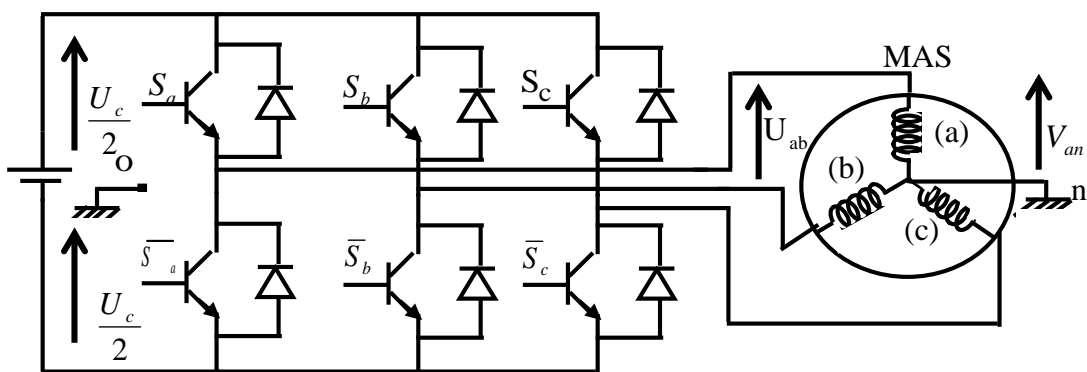 MAS
S_a
S_b
S_c
U_c
2
O
U_ab
(a)
V_an
(b)
n
(c)
S̅_a
S̅_b
S̅_c
U_c
2